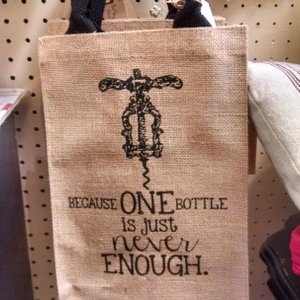 BECAUSE ONE BOTTLE
is just
never
ENOUGH.